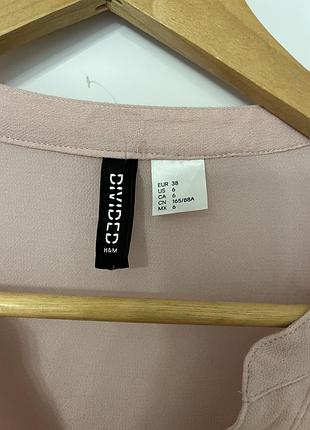 DIVIDED
H&M
EUR 38
US 6
CA 6
CN 165/88A
MX 6